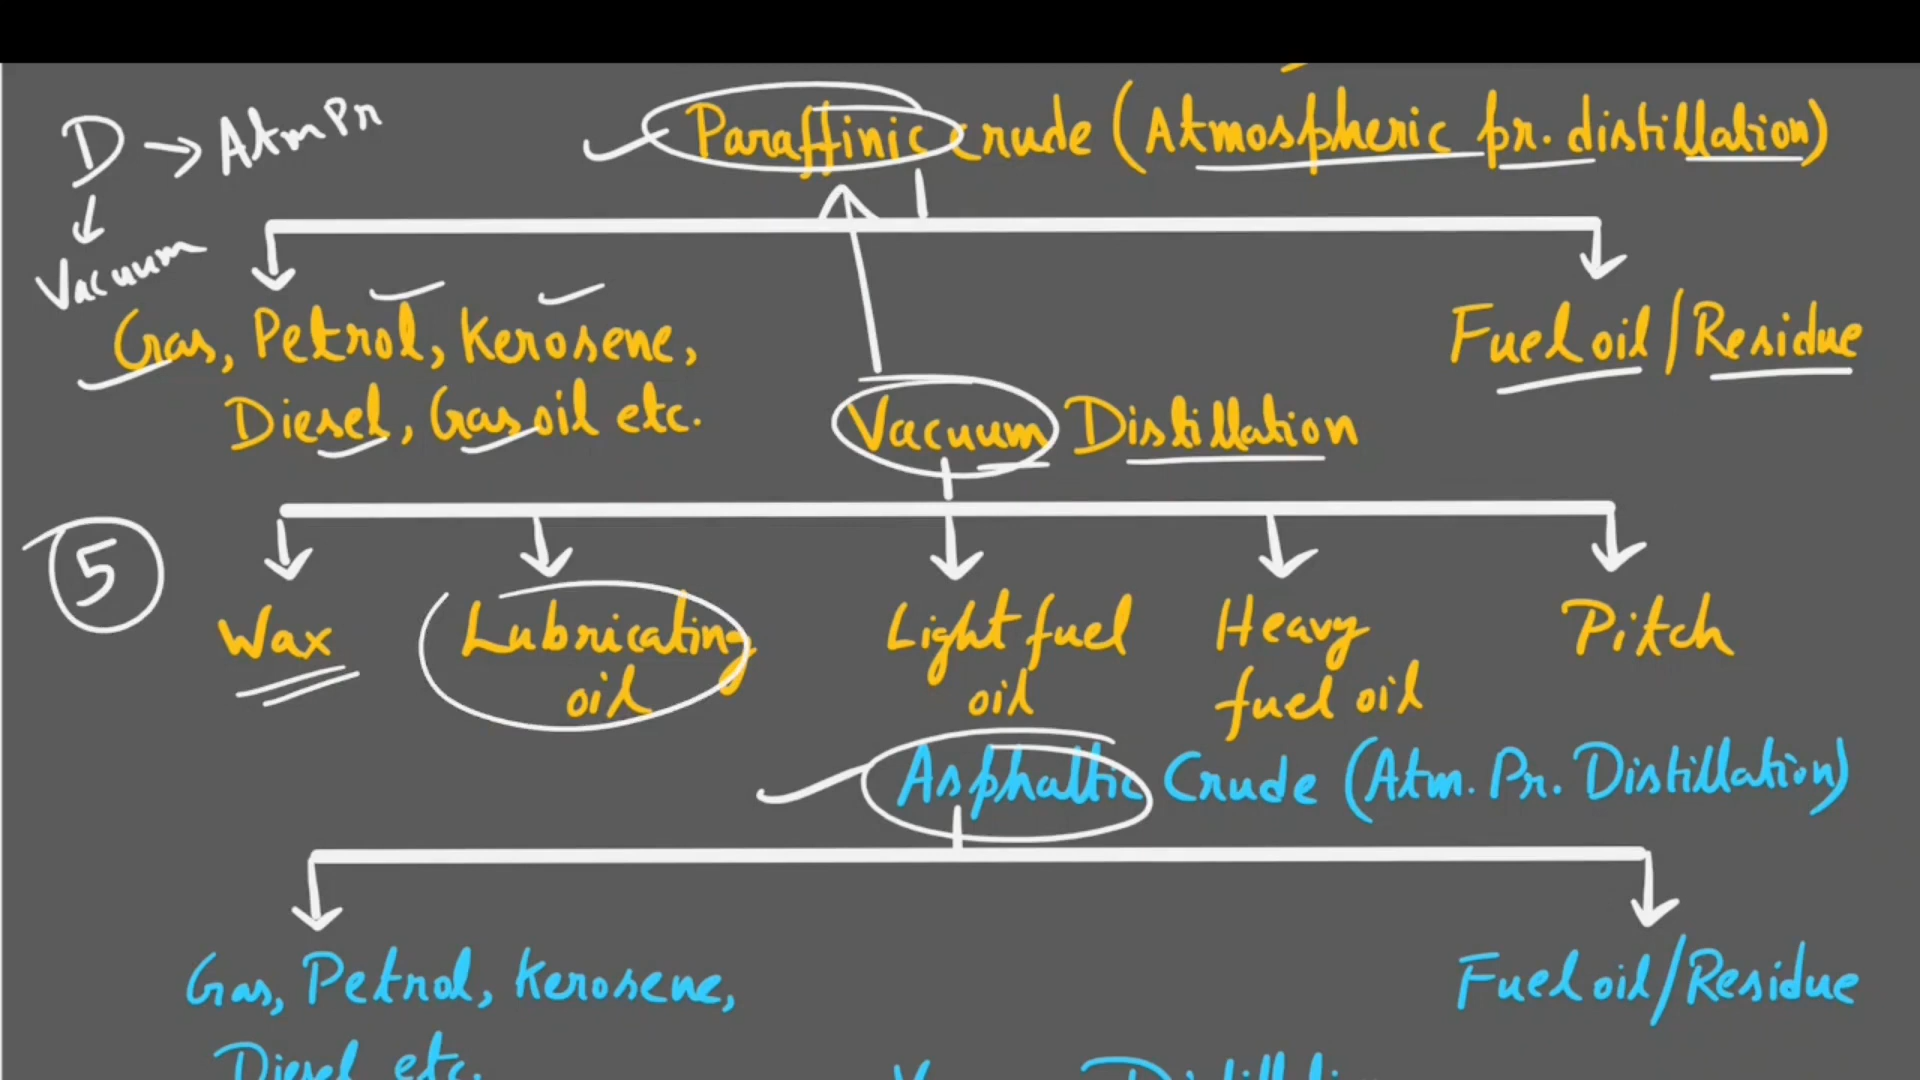 D → Atm Pr
Paraffinic crude (Atmospheric pr. distillation)
↓
Vacuum
Gas, Petrol, Kerosene,
Diesel, Gas oil etc.
Fuel oil/Residue
Vacuum Distillation
5
Wax
Lubricating
oil
Light fuel
oil
Heavy
fuel oil
Pitch
Asphaltic Crude (Atm. Pr. Distillation)
Gas, Petrol, Kerosene,
Diesel etc.
Fuel oil/Residue